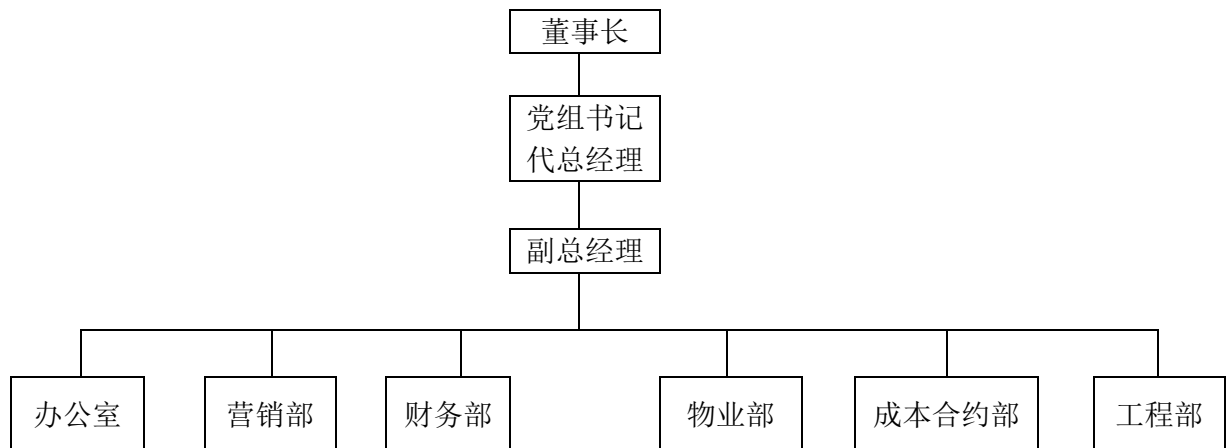 董事长
党组书记
代总经理
副总经理
办公室
营销部
财务部
物业部
成本合约部
工程部